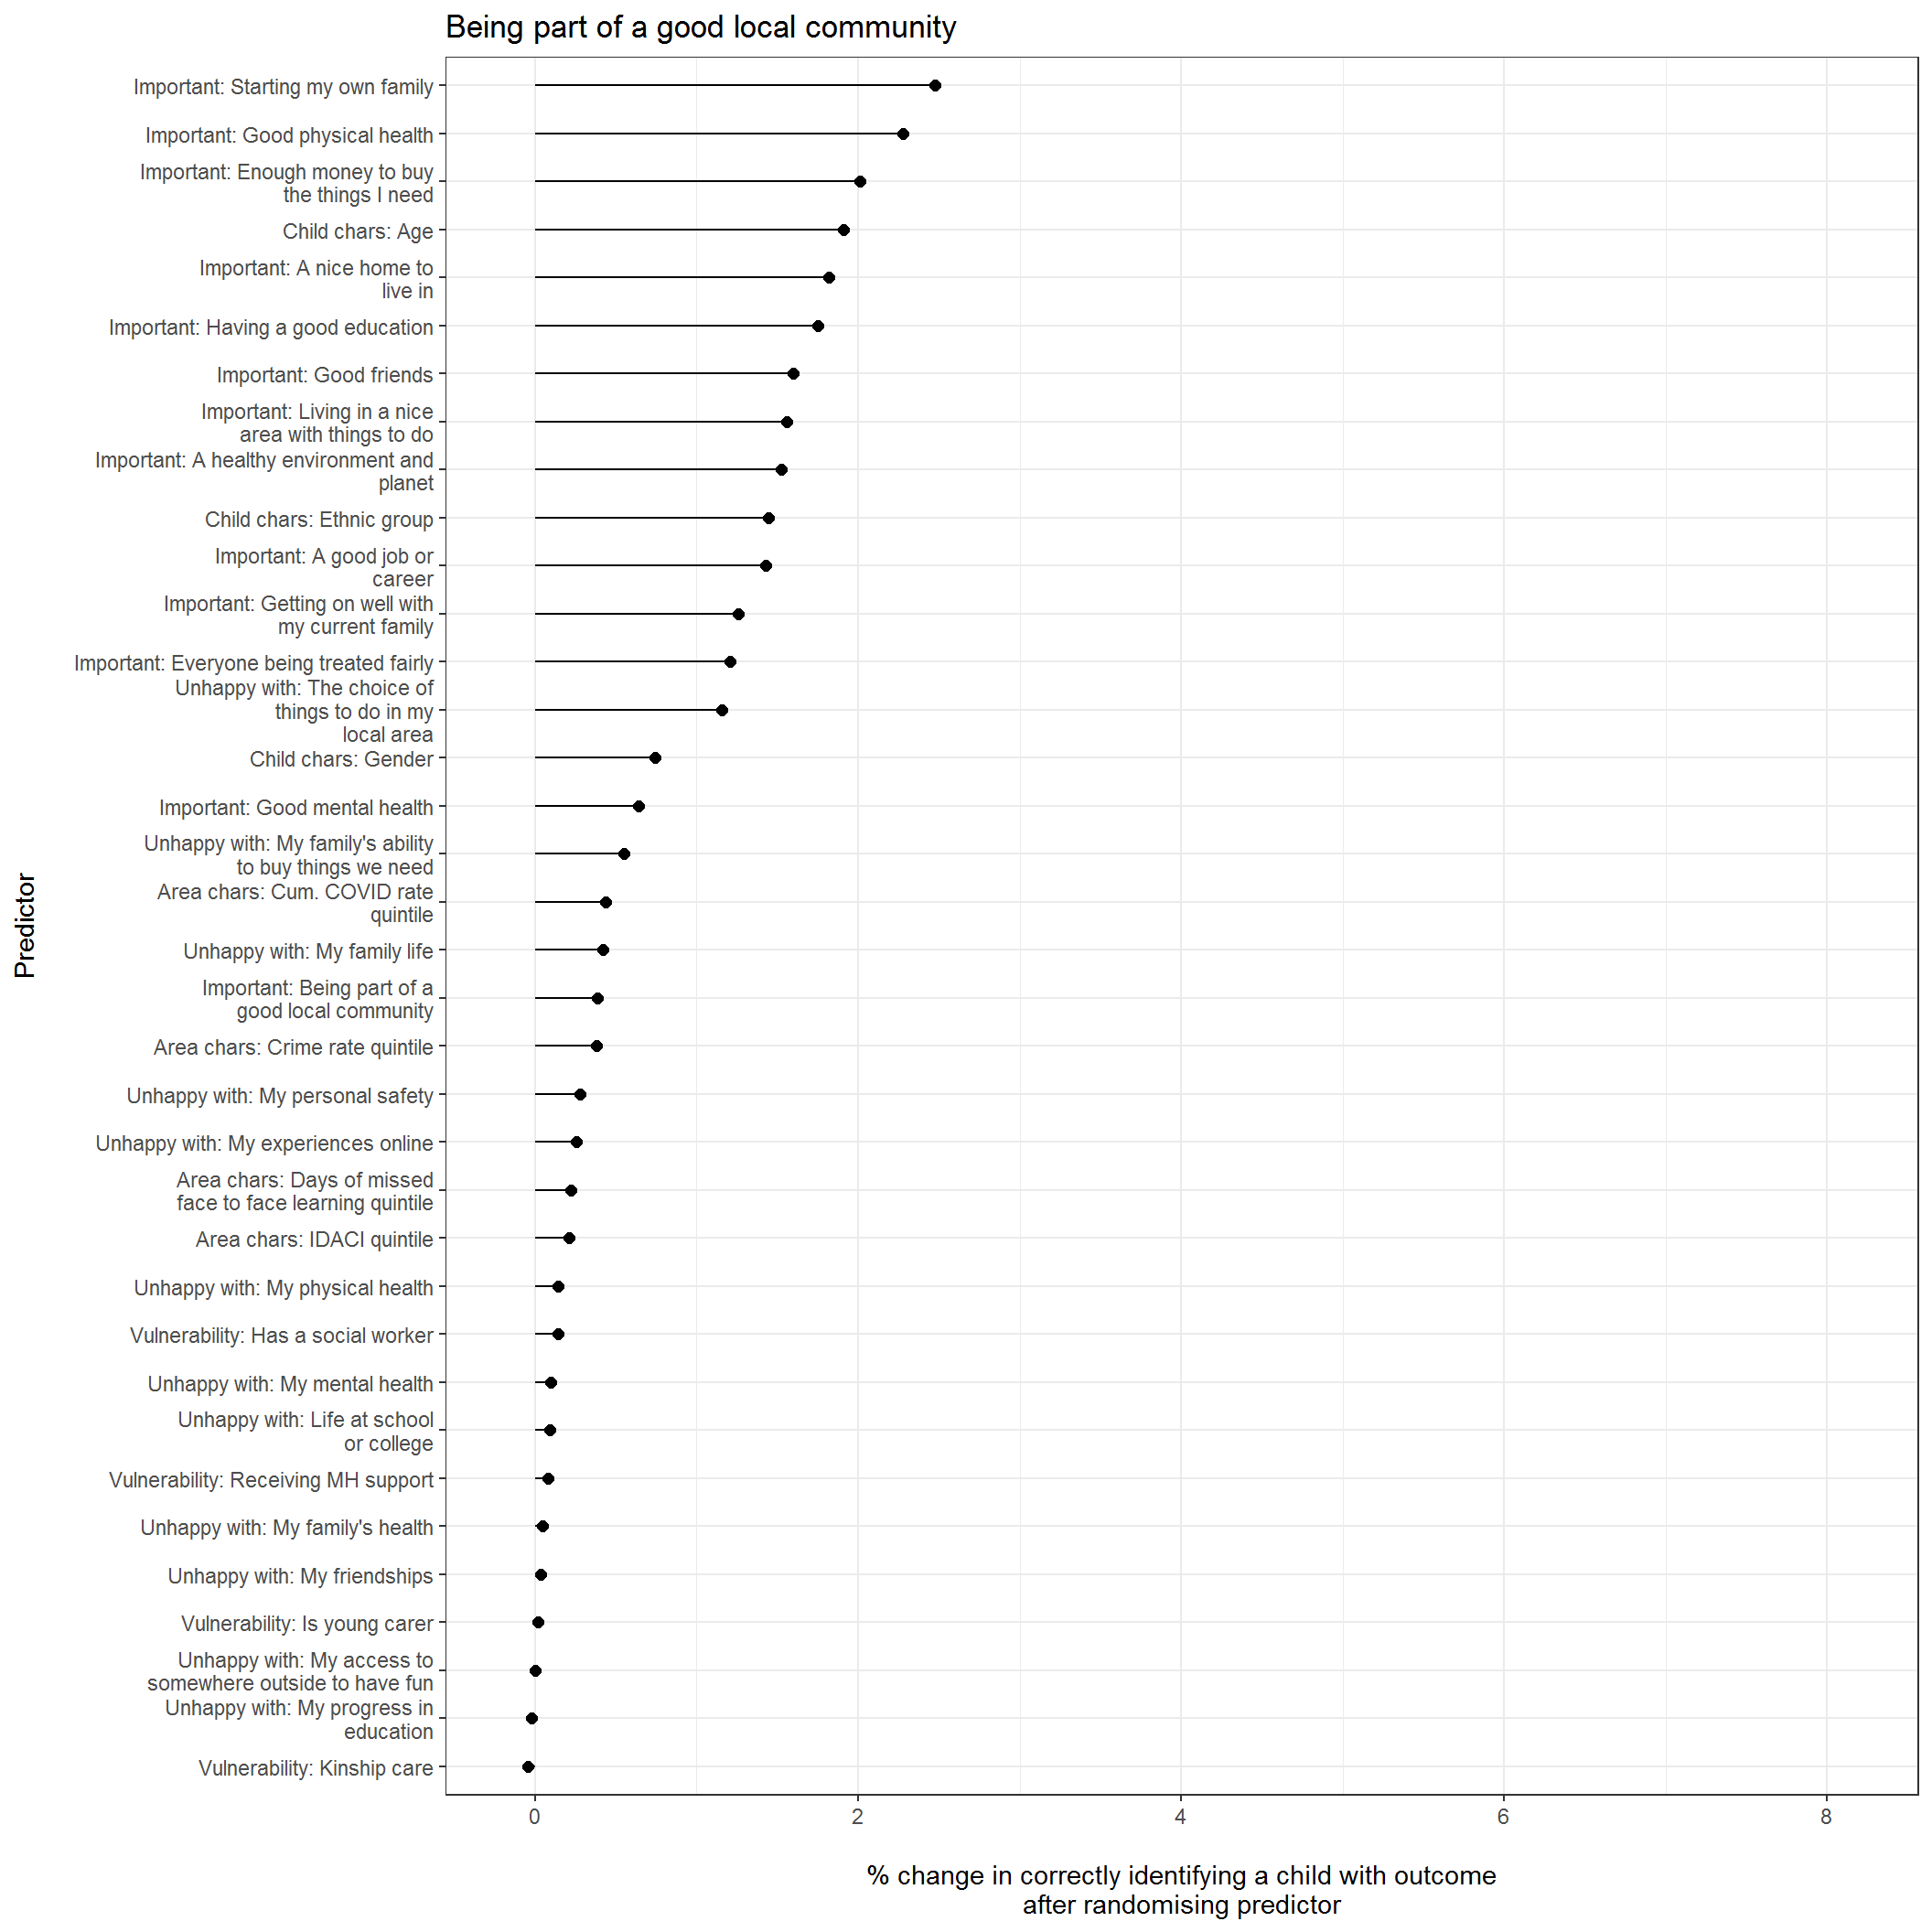 Being part of a good local community
Important: Starting my own family
Important: Good physical health
Important: Enough money to buy
the things I need
Child chars: Age
Important: A nice home to
live in
Important: Having a good education
Important: Good friends
Important: Living in a nice
area with things to do
Important: A healthy environment and
planet
Child chars: Ethnic group
Important: A good job or
career
Important: Getting on well with
my current family
Important: Everyone being treated fairly
Unhappy with: The choice of
things to do in my
local area
Child chars: Gender
Important: Good mental health
Unhappy with: My family's ability
to buy things we need
Area chars: Cum. COVID rate
quintile
Unhappy with: My family life
Important: Being part of a
good local community
Area chars: Crime rate quintile
Unhappy with: My personal safety
Unhappy with: My experiences online
Area chars: Days of missed
face to face learning quintile
Area chars: IDACI quintile
Unhappy with: My physical health
Vulnerability: Has a social worker
Unhappy with: My mental health
Unhappy with: Life at school
or college
Vulnerability: Receiving MH support
Unhappy with: My family's health
Unhappy with: My friendships
Vulnerability: Is young carer
Unhappy with: My access to
somewhere outside to have fun
Unhappy with: My progress in
education
Vulnerability: Kinship care
Predictor
0 2 4 6 8
% change in correctly identifying a child with outcome
after randomising predictor